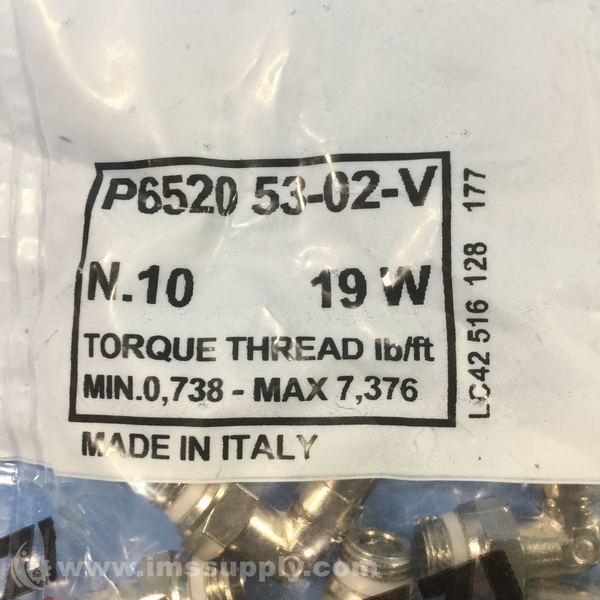 P6520 53-02-V
N.10 19 W
TORQUE THREAD lb/ft
MIN.0,738 - MAX 7,376
MADE IN ITALY
LC42 516 128 177
www.imssupply.com